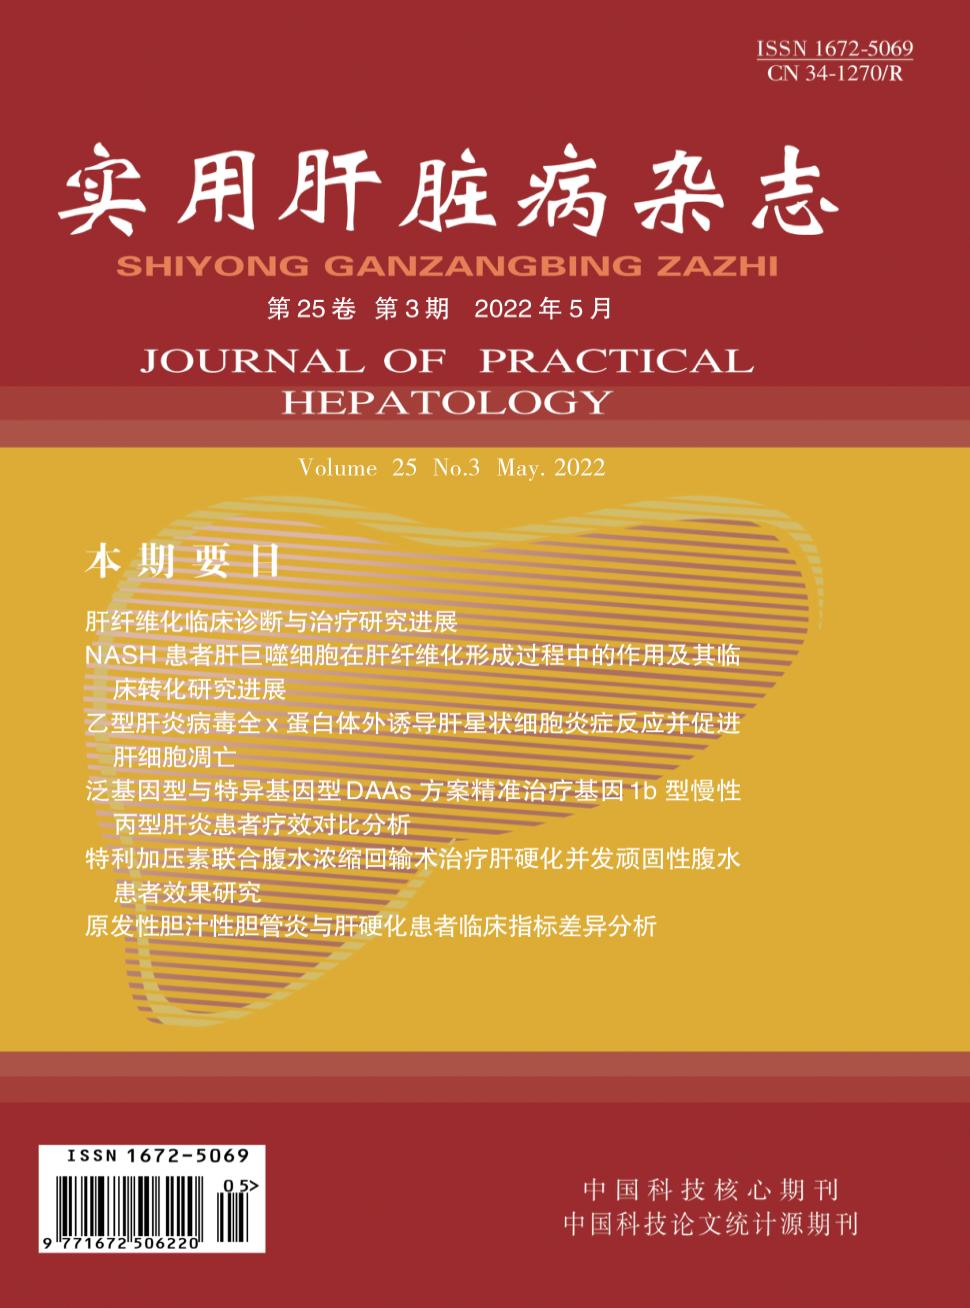 ISSN 1672-5069
CN 34-1270/R
实用肝脏病杂志
SHIYONG GANZANGBING ZAZHI
第25卷 第3期 2022年5月
JOURNAL OF PRACTICAL
HEPATOLOGY
Volume 25 No.3 May. 2022
本期要目
肝纤维化临床诊断与治疗研究进展
NASH 患者肝巨噬细胞在肝纤维化形成过程中的作用及其临
床转化研究进展
乙型肝炎病毒全x蛋白体外诱导肝星状细胞炎症反应并促进
肝细胞凋亡
泛基因型与特异基因型DAAs 方案精准治疗基因1b 型慢性
丙型肝炎患者疗效对比分析
特利加压素联合腹水浓缩回输术治疗肝硬化并发顽固性腹水
患者效果研究
原发性胆汁性胆管炎与肝硬化患者临床指标差异分析
ISSN 1672-5069
05>
9 771672 506220
中国科技核心期刊
中国科技论文统计源期刊